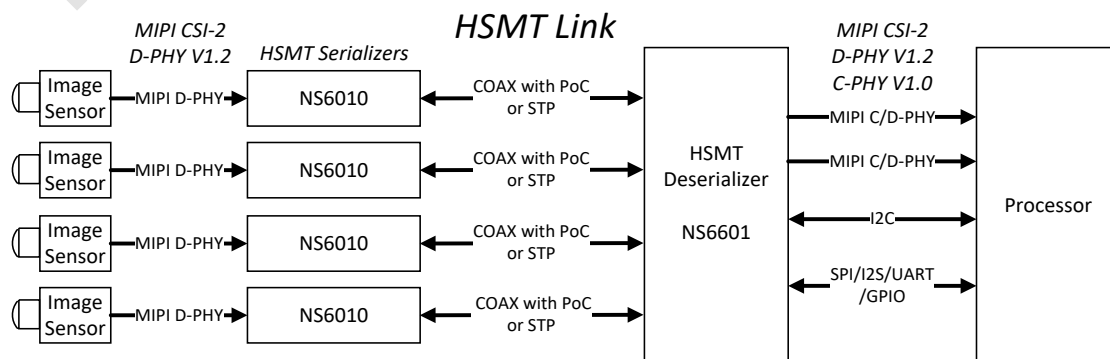 HSMT Link
MIPI CSI-2
D-PHY V1.2
HSMT Serializers
MIPI CSI-2
D-PHY V1.2
C-PHY V1.0
Image
Sensor
MIPI D-PHY
NS6010
COAX with PoC
or STP
Image
Sensor
MIPI D-PHY
NS6010
COAX with PoC
or STP
Image
Sensor
MIPI D-PHY
NS6010
COAX with PoC
or STP
Image
Sensor
MIPI D-PHY
NS6010
COAX with PoC
or STP
HSMT
Deserializer
NS6601
MIPI C/D-PHY
MIPI C/D-PHY
I2C
SPI/I2S/UART
/GPIO
Processor